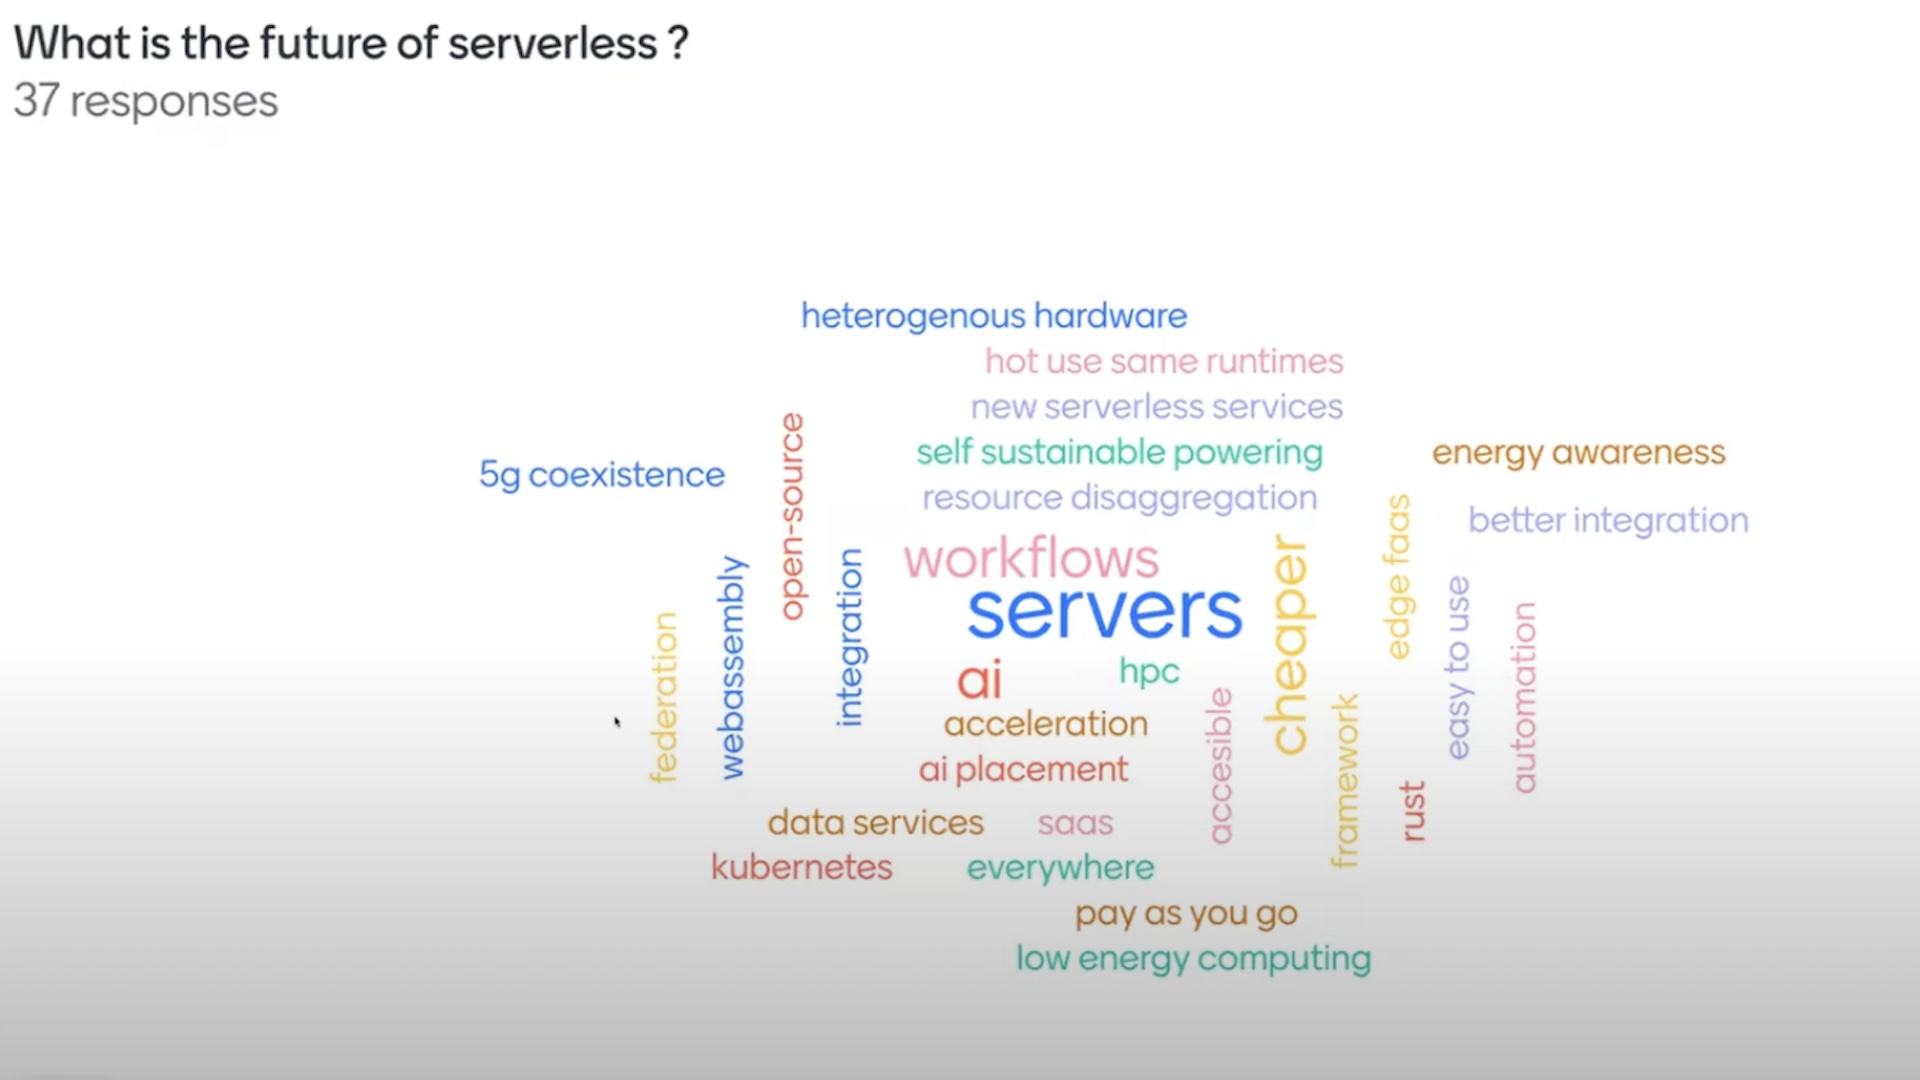 What is the future of serverless ?
37 responses
heterogenous hardware
hot use same runtimes
new serverless services
self sustainable powering
energy awareness
5g coexistence
open-source
resource disaggregation
better integration
edge faas
workflows
cheaper
servers
integration
webassembly
federation
easy to use
automation
ai
hpc
accesible
acceleration
framework
ai placement
rust
data services
saas
kubernetes
everywhere
pay as you go
low energy computing